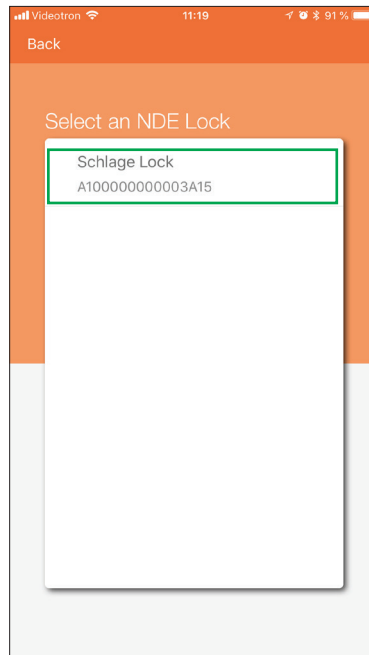 Videotron 11:19 91 %
Back
Select an NDE Lock
Schlage Lock
A100000000003A15